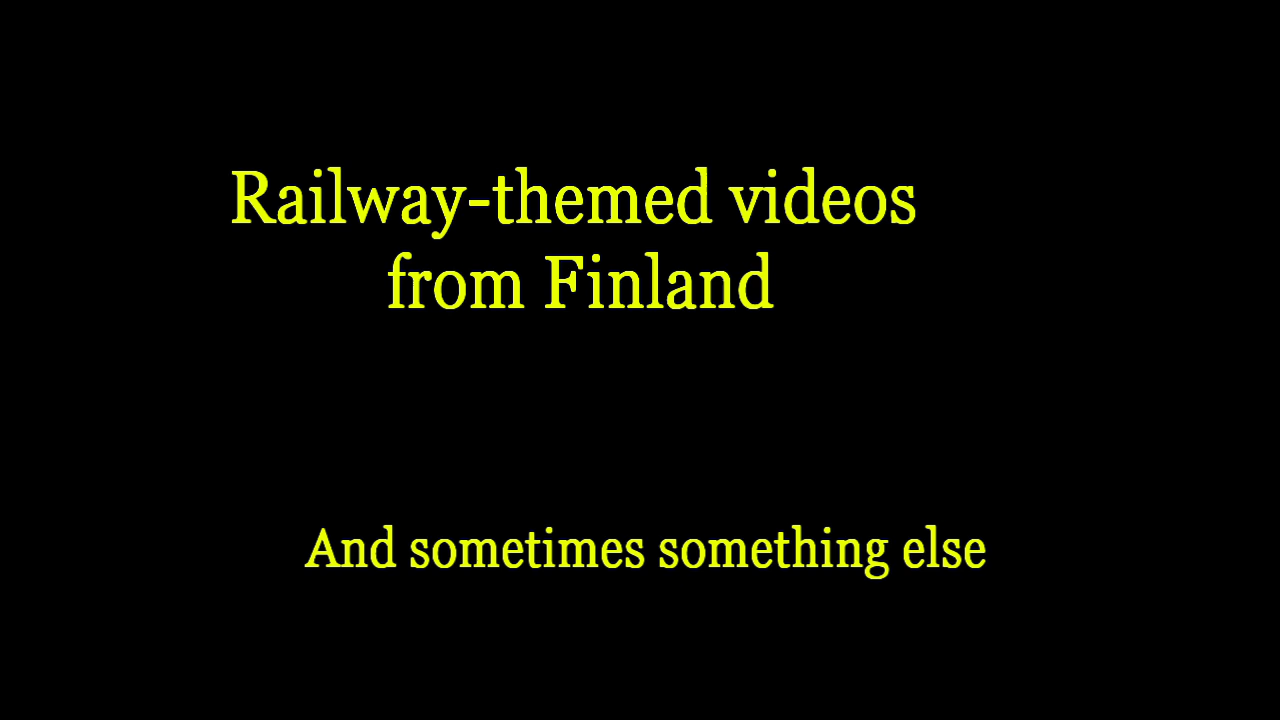 Railway-themed videos
from Finland
And sometimes something else